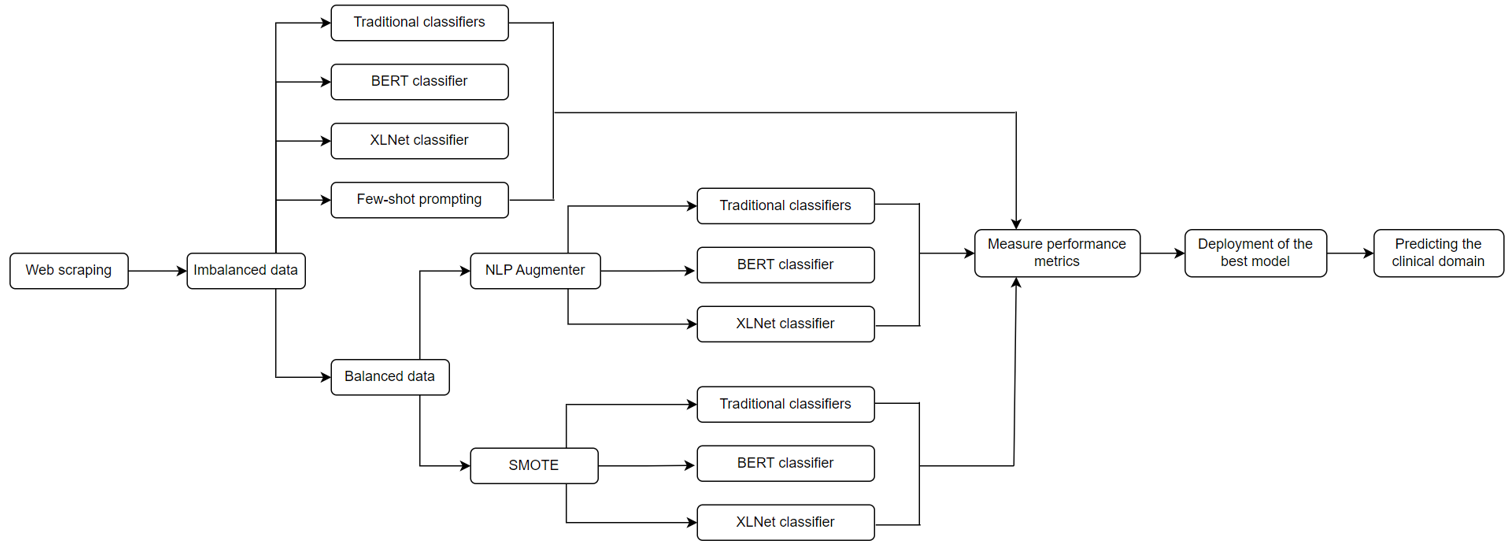 Traditional classifiers
BERT classifier
XLNet classifier
Few-shot prompting
Web scraping
Imbalanced data
Balanced data
NLP Augmenter
Traditional classifiers
BERT classifier
XLNet classifier
SMOTE
Traditional classifiers
BERT classifier
XLNet classifier
Measure performance
metrics
Deployment of the
best model
Predicting the
clinical domain